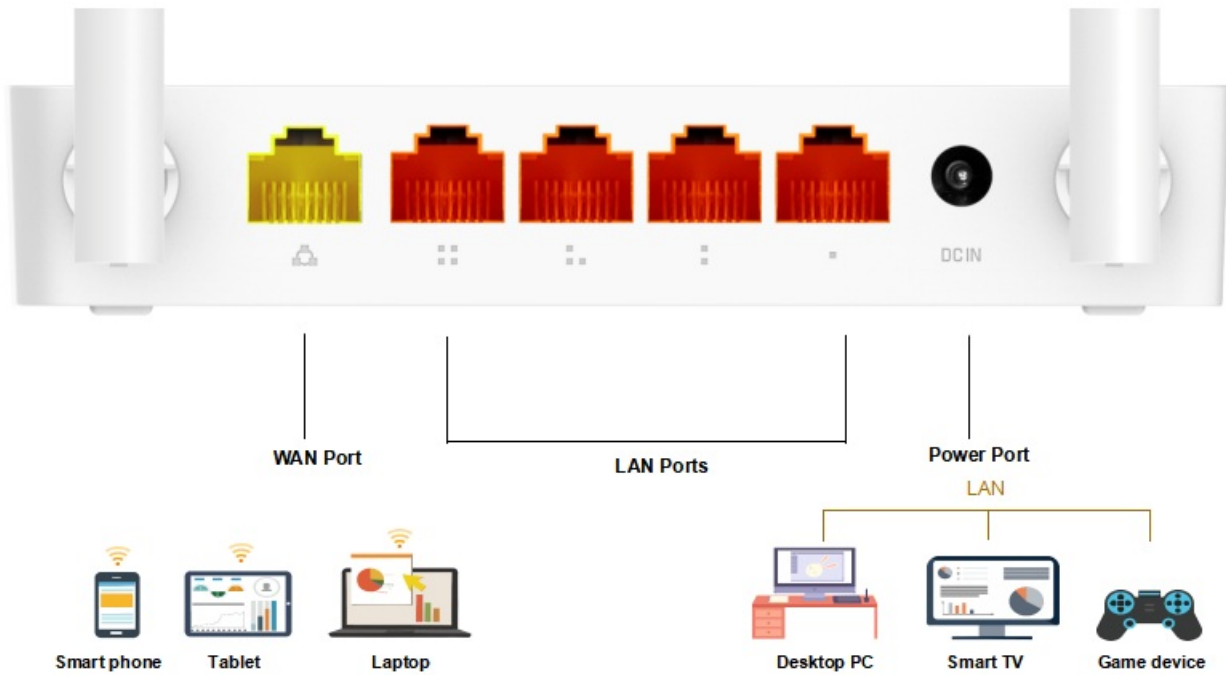 DC IN
WAN Port
LAN Ports
Power Port
LAN
Smart phone
Tablet
Laptop
Desktop PC
Smart TV
Game device